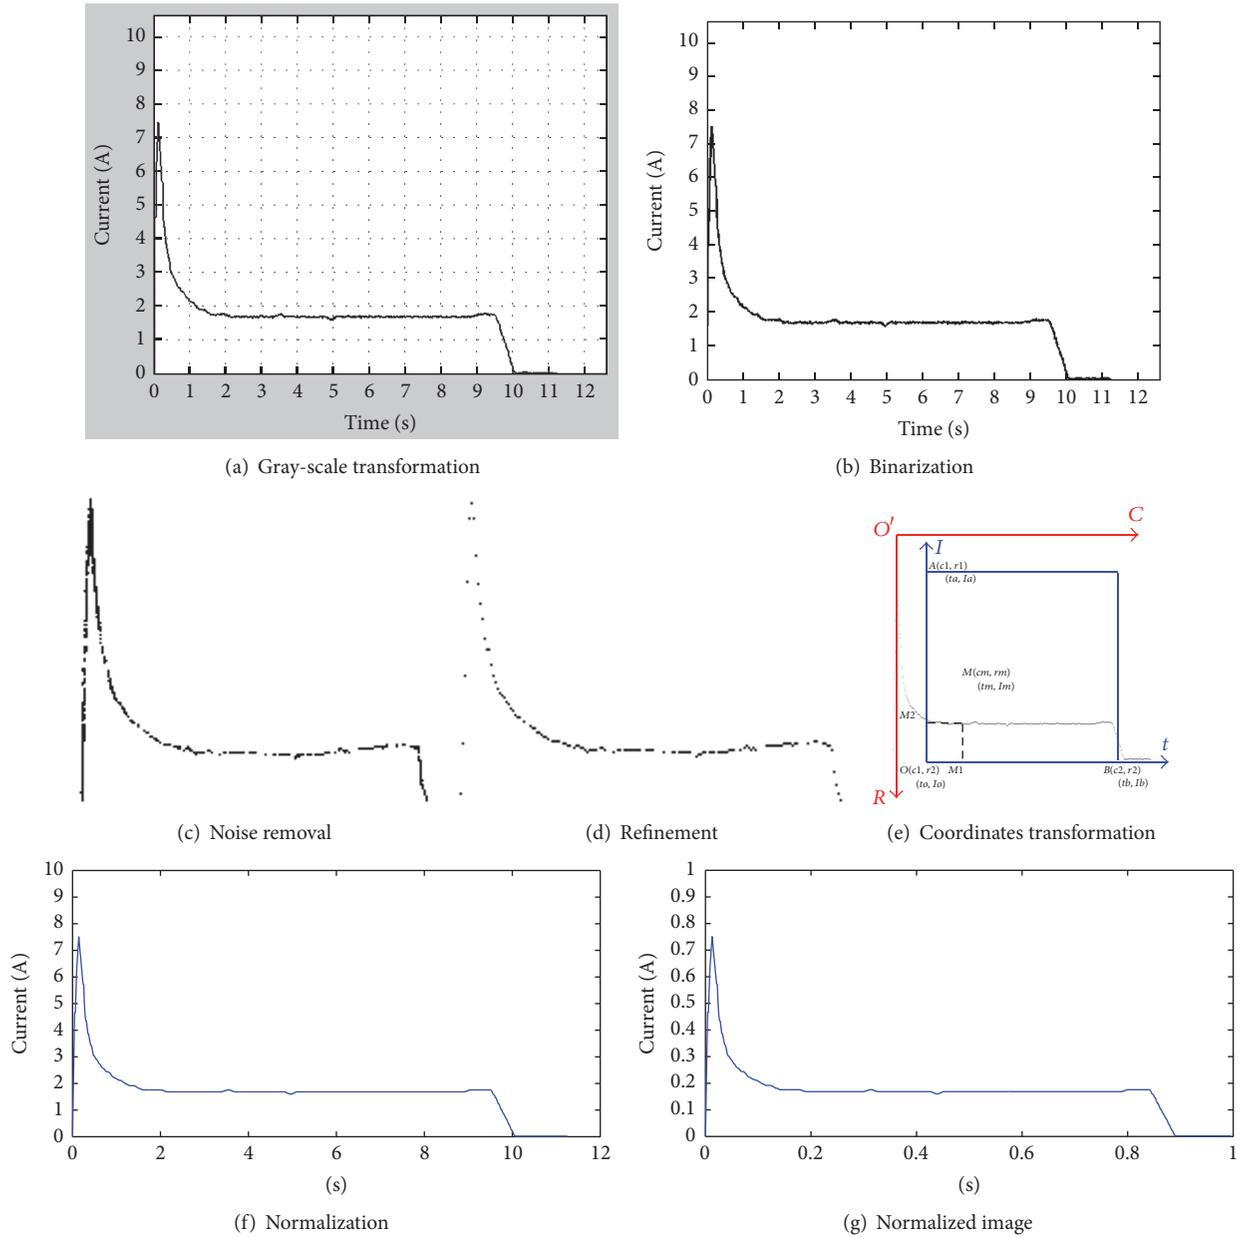 10
9
8
7
6
5
4
3
2
1
0
Current (A)
0 1 2 3 4 5 6 7 8 9 10 11 12
Time (s)
(a) Gray-scale transformation
10
9
8
7
6
5
4
3
2
1
0
Current (A)
0 1 2 3 4 5 6 7 8 9 10 11 12
Time (s)
(b) Binarization
(c) Noise removal
(d) Refinement
O′
C
I
A(c1, r1)
(ta, Ia)
M(cm, rm)
(tm, Im)
M2
t
O(c1, r2) M1 B(c2, r2)
(to, Io) (tb, Ib)
R
(e) Coordinates transformation
10
9
8
7
6
5
4
3
2
1
0
Current (A)
0 2 4 6 8 10 12
(s)
(f) Normalization
1
0.9
0.8
0.7
0.6
0.5
0.4
0.3
0.2
0.1
0
Current (A)
0 0.2 0.4 0.6 0.8 1
(s)
(g) Normalized image